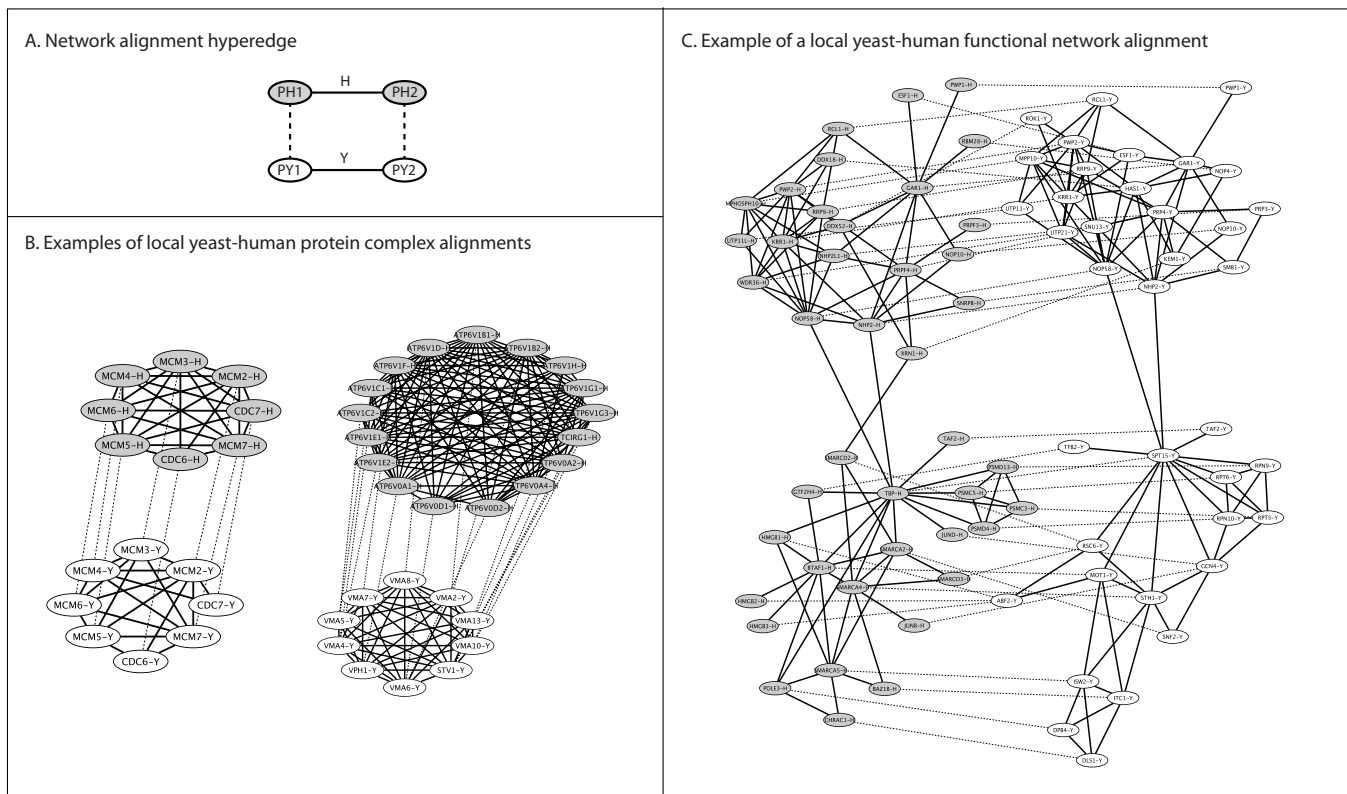 A. Network alignment hyperedge
H
PH1
PH2
Y
PY1
PY2
B. Examples of local yeast-human protein complex alignments
MCM3-H
MCM4-H
MCM2-H
MCM6-H
CDC7-H
MCM5-H
MCM7-H
CDC6-H
MCM3-Y
MCM4-Y
MCM2-Y
MCM6-Y
CDC7-Y
MCM5-Y
MCM7-Y
CDC6-Y
ATP6V1B1-H
ATP6V1D-H
ATP6V1B2-H
ATP6V1F-H
ATP6V1H-H
ATP6V1C1-H
ATP6V1G1-H
ATP6V1C2-H
ATP6V1G3-H
ATP6V1E1-H
TCIRG1-H
ATP6V1E2-H
ATP6V0A2-H
ATP6V0A1-H
ATP6V0A4-H
ATP6V0D1-H
ATP6V0D2-H
VMA8-Y
VMA7-Y
VMA2-Y
VMA5-Y
VMA13-Y
VMA4-Y
VMA10-Y
VPH1-Y
STV1-Y
VMA6-Y
C. Example of a local yeast-human functional network alignment
PWP1-H
ESF1-H
RCL1-H
RBM28-H
DDX18-H
PWP2-H
GAR1-H
MPHOSPH10-H
RRP9-H
DDX52-H
PRPF3-H
UTP11L-H
KRR1-H
NHP2L1-H
NOP10-H
PRPF4-H
WDR36-H
SNRPB-H
NOP58-H
NHP2-H
XRN1-H
PWP1-Y
RCL1-Y
ROK1-Y
PWP2-Y
MPP10-Y
ESF1-Y
GAR1-Y
RRP9-Y
NOP4-Y
HAS1-Y
KRR1-Y
UTP11-Y
PRP4-Y
PRP3-Y
SNU13-Y
UTP21-Y
NOP10-Y
KEM1-Y
NOP58-Y
SMB1-Y
NHP2-Y
TAF2-H
SMARCD2-H
PSMD13-H
GTF2H4-H
TBP-H
PSMC5-H
PSMC3-H
PSMD4-H
HMGB1-H
JUND-H
SMARCA2-H
BTAF1-H
SMARCA4-H
SMARCD3-H
HMGB2-H
HMGB3-H
JUNB-H
SMARCA5-H
POLE3-H
BAZ1B-H
CHRAC1-H
TAF2-Y
TFB2-Y
SPT15-Y
RPN9-Y
RPT6-Y
RPN10-Y
RPT5-Y
RSC6-Y
GCN4-Y
MOT1-Y
ABF2-Y
STH1-Y
SNF2-Y
ISW2-Y
ITC1-Y
DPB4-Y
DLS1-Y